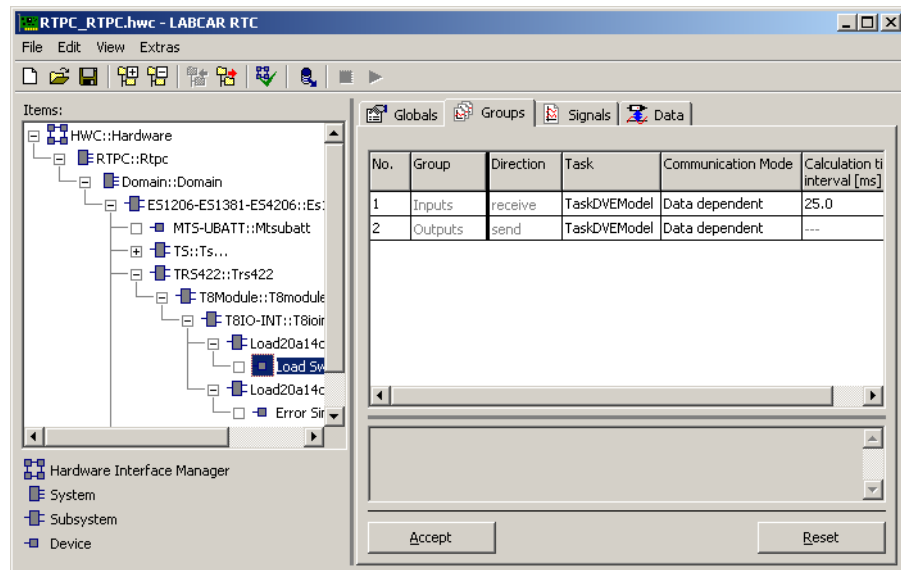 RTPC_RTPC.hwc - LABCAR RTC
File Edit View Extras
Items:
HWC::Hardware
RTPC::Rtpc
Domain::Domain
ES1206-ES1381-ES4206::Es1
MTS-UBATT::Mtsubatt
TS::Ts...
TRS422::Trs422
T8Module::T8module
T8IO-INT::T8ioir
Load20a14c
Load Sw
Load20a14c
Error Sir
Hardware Interface Manager
System
Subsystem
Device
Globals Groups Signals Data
No. Group Direction Task Communication Mode Calculation ti
interval [ms]
1 Inputs receive TaskDVEModel Data dependent 25.0
2 Outputs send TaskDVEModel Data dependent ---
Accept Reset